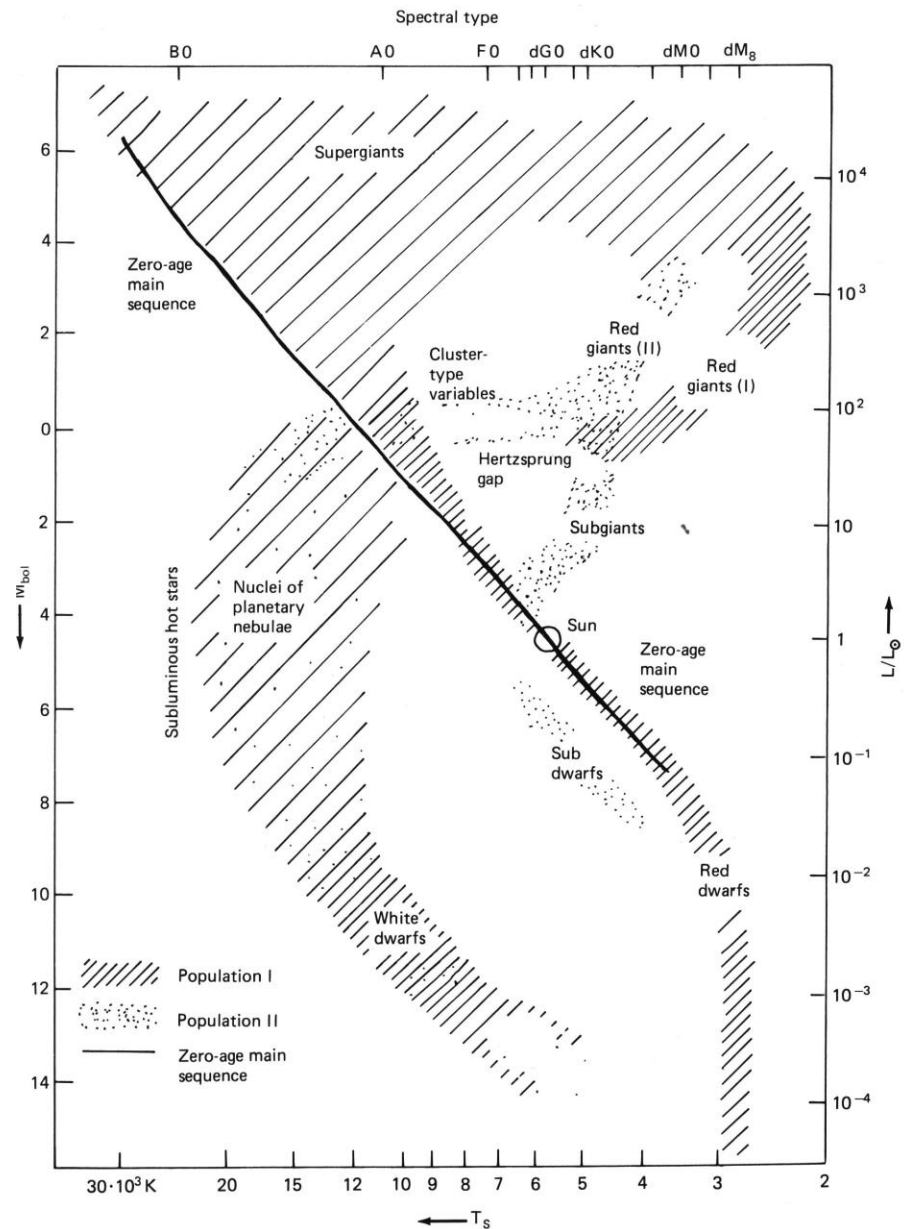 Spectral type
B0 A0 F0 dG0 dK0 dM0 dM₈
6
4
2
0
2
4
6
8
10
12
14
M_bol
10⁴
10³
10²
10
1
10⁻¹
10⁻²
10⁻³
10⁻⁴
L/L⊙
Supergiants
Zero-age
main
sequence
Cluster-
type
variables
Red
giants (II)
Red
giants (I)
Hertzsprung
gap
Subgiants
Subluminous hot stars
Nuclei of
planetary
nebulae
Sun
Zero-age
main
sequence
Sub
dwarfs
Red
dwarfs
White
dwarfs
Population I
Population II
Zero-age main
sequence
30·10³ K 20 15 12 10 9 8 7 6 5 4 3 2
T_S